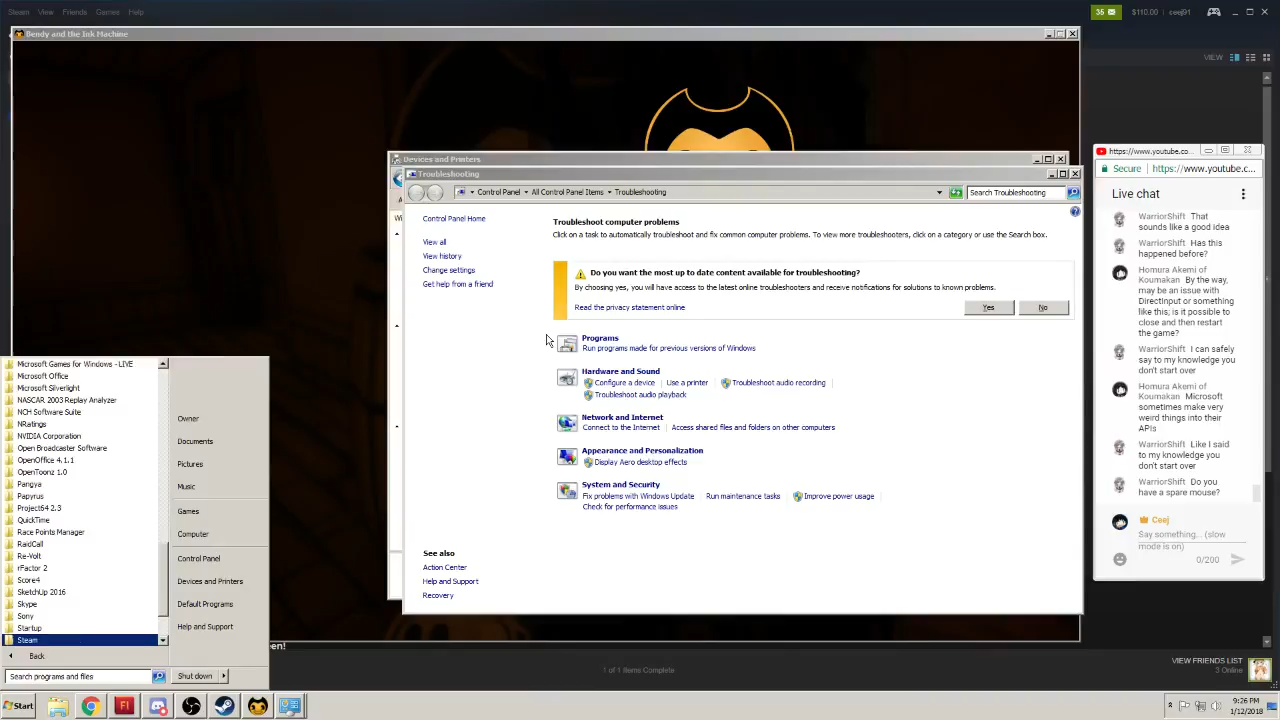 Steam View Friends Games Help
35 $110.00 ceej91
Bendy and the Ink Machine
VIEW
Devices and Printers
Troubleshooting
Control Panel All Control Panel Items Troubleshooting
Search Troubleshooting
Control Panel Home
View all
View history
Change settings
Get help from a friend
Troubleshoot computer problems
Click on a task to automatically troubleshoot and fix common computer problems. To view more troubleshooters, click on a category or use the Search box.
Do you want the most up to date content available for troubleshooting?
By choosing yes, you will have access to the latest online troubleshooters and receive notifications for solutions to known problems.
Read the privacy statement online
Yes No
Programs
Run programs made for previous versions of Windows
Hardware and Sound
Configure a device Use a printer Troubleshoot audio recording
Troubleshoot audio playback
Network and Internet
Connect to the Internet Access shared files and folders on other computers
Appearance and Personalization
Display Aero desktop effects
System and Security
Fix problems with Windows Update Run maintenance tasks Improve power usage
Check for performance issues
See also
Action Center
Help and Support
Recovery
https://www.youtube.co...
Secure https://www.youtube.c...
Live chat
WarriorShift That
sounds like a good idea
WarriorShift Has this
happened before?
Homura Akemi of
Koumakan By the way,
may be an issue with
DirectInput or something
like this; is it possible to
close and then restart
the game?
WarriorShift I can safely
say to my knowledge you
don't start over
Homura Akemi of
Koumakan Microsoft
sometimes make very
weird things into their
APIs
WarriorShift Like I said
to my knowledge you
don't start over
WarriorShift Do you
have a spare mouse?
Ceej
Say something... (slow
mode is on)
0/200
Microsoft Games for Windows - LIVE
Microsoft Office
Microsoft Silverlight
NASCAR 2003 Replay Analyzer
NCH Software Suite
NRatings
NVIDIA Corporation
Open Broadcaster Software
OpenOffice 4.1.1
OpenToonz 1.0
Pangya
Papyrus
Project64 2.3
QuickTime
Race Points Manager
RaidCall
Re-Volt
rFactor 2
Score4
SketchUp 2016
Skype
Sony
Startup
Steam
Back
Search programs and files
Owner
Documents
Pictures
Music
Games
Computer
Control Panel
Devices and Printers
Default Programs
Help and Support
Shut down
een!
1 of 1 Items Complete
VIEW FRIENDS LIST
3 Online
Start
9:26 PM
1/12/2018